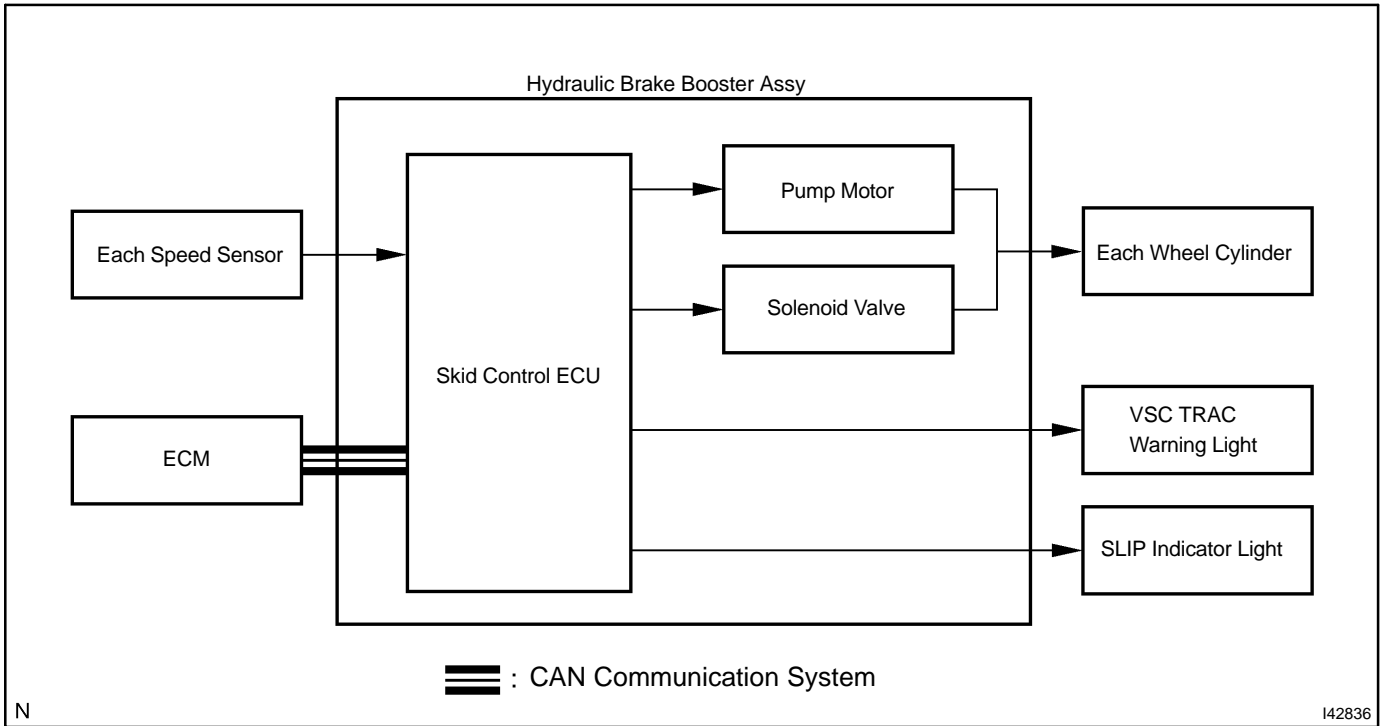 Hydraulic Brake Booster Assy
Pump Motor
Each Speed Sensor
Each Wheel Cylinder
Solenoid Valve
Skid Control ECU
VSC TRAC
Warning Light
ECM
SLIP Indicator Light
: CAN Communication System
N
I42836